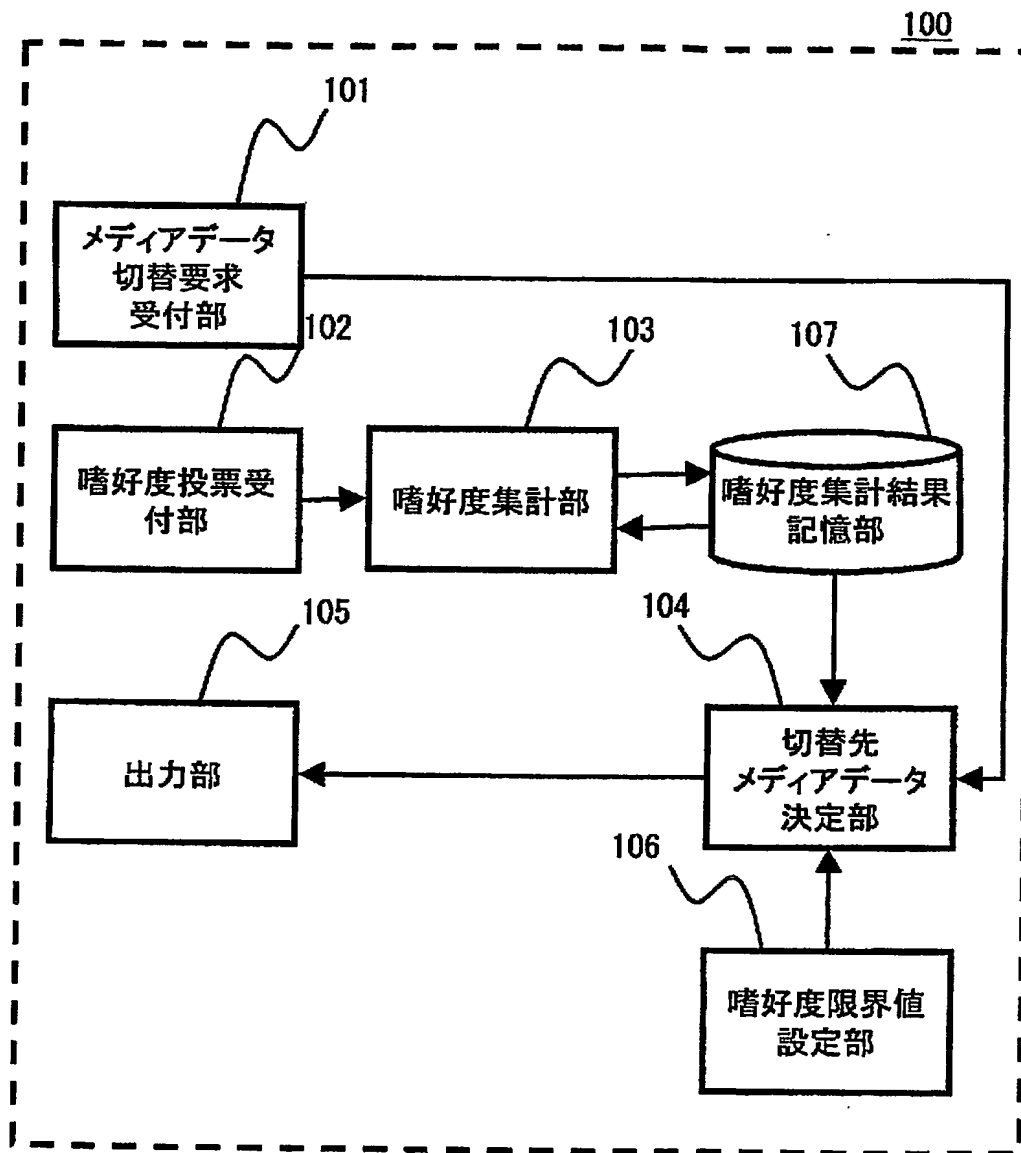 100
101
メディアデータ
切替要求
受付部
102
103
107
嗜好度投票受
付部
嗜好度集計部
嗜好度集計結果
記憶部
105
104
出力部
切替先
メディアデータ
決定部
106
嗜好度限界値
設定部